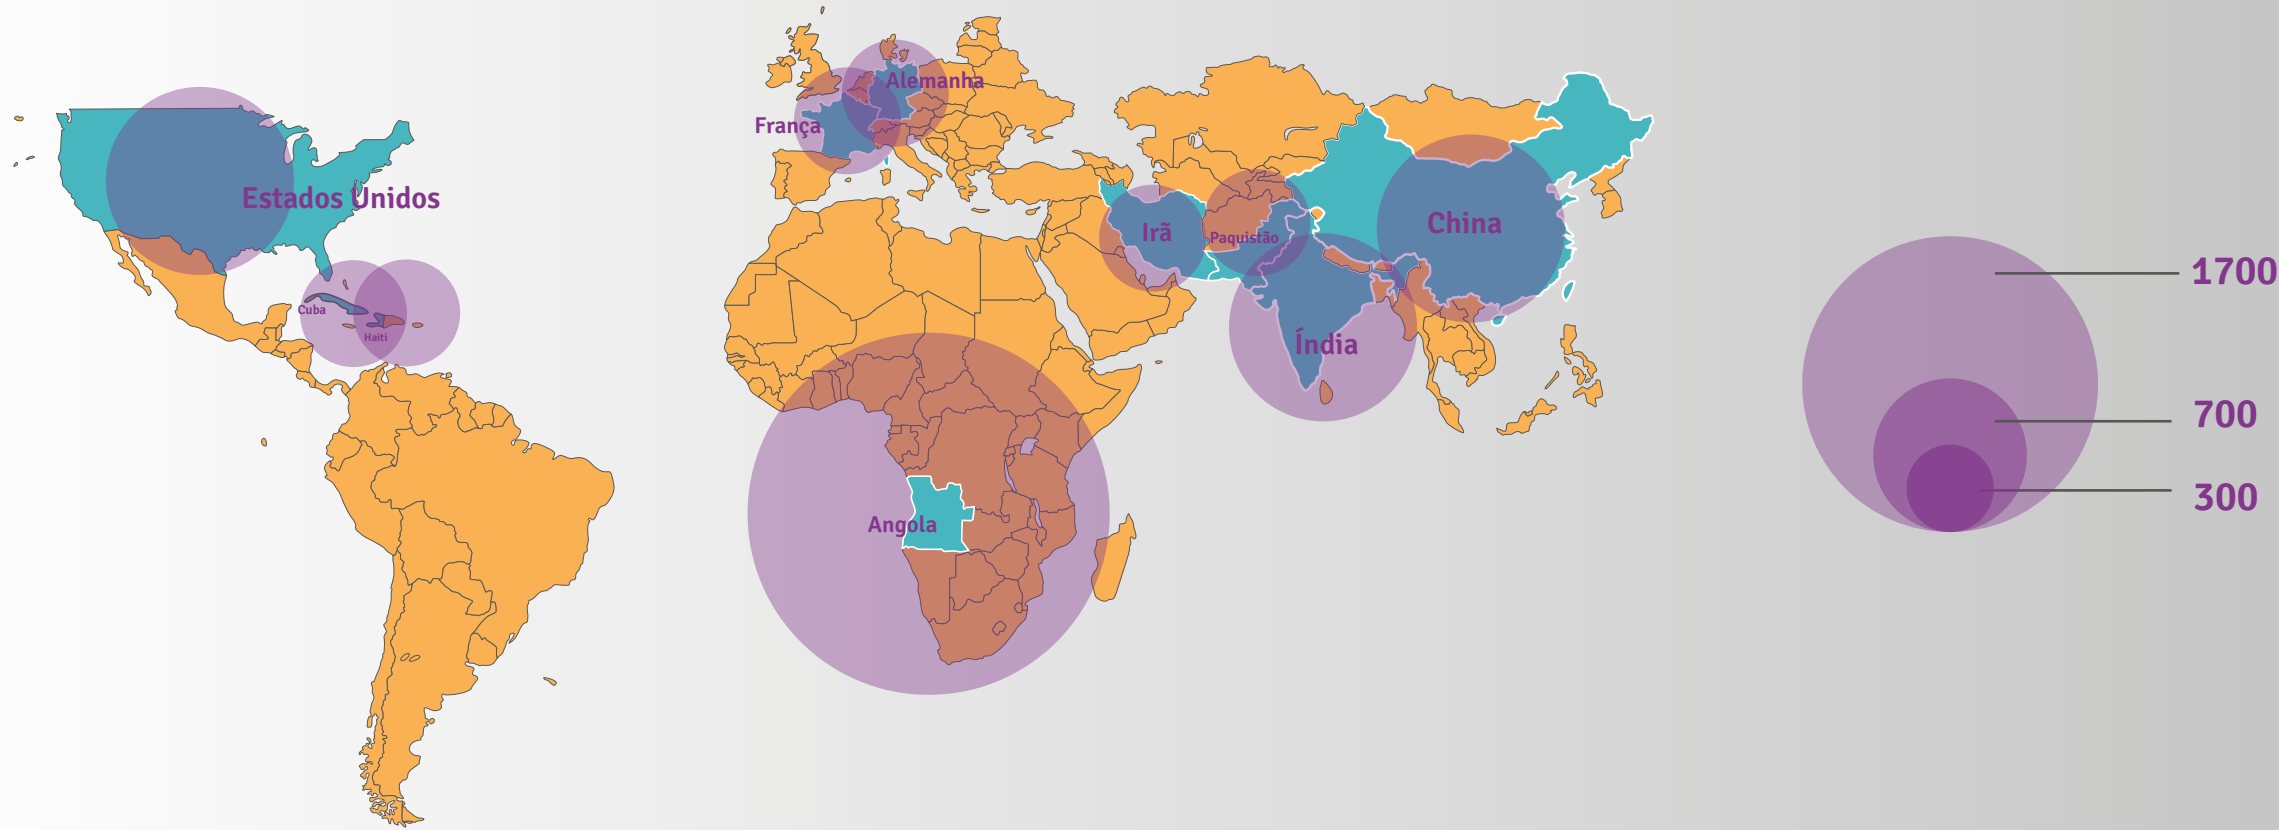 Alemanha
França
Estados Unidos
China
Irã
Paquistão
1700
Cuba
Haiti
Índia
700
300
Angola